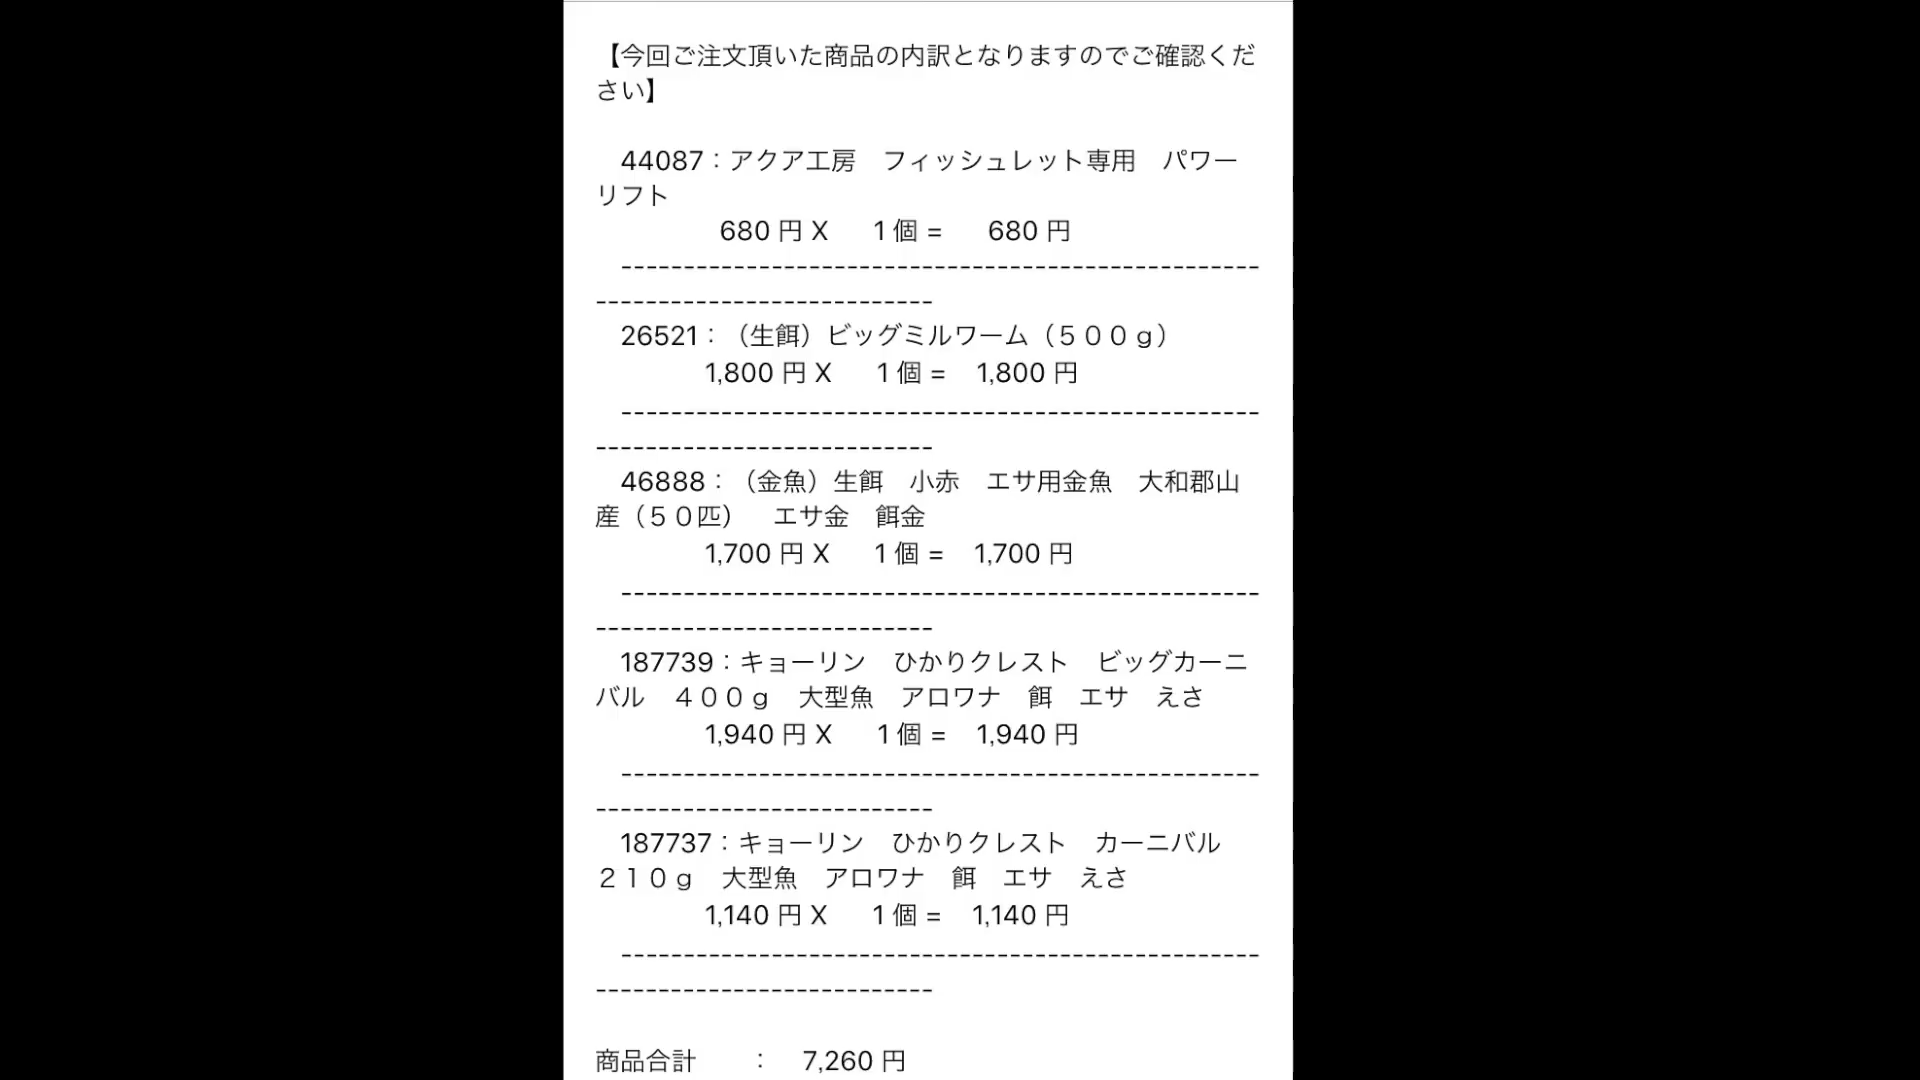 【今回ご注文頂いた商品の内訳となりますのでご確認くだ
さい】
44087：アクア工房　フィッシュレット専用　パワー
リフト
680 円 X　1 個 =　680 円
---------------------------------------------------
---------------------------
26521：（生餌）ビッグミルワーム（５００ｇ）
1,800 円 X　1 個 =　1,800 円
---------------------------------------------------
---------------------------
46888：（金魚）生餌　小赤　エサ用金魚　大和郡山
産（５０匹）　エサ金　餌金
1,700 円 X　1 個 =　1,700 円
---------------------------------------------------
---------------------------
187739：キョーリン　ひかりクレスト　ビッグカーニ
バル　４００ｇ　大型魚　アロワナ　餌　エサ　えさ
1,940 円 X　1 個 =　1,940 円
---------------------------------------------------
---------------------------
187737：キョーリン　ひかりクレスト　カーニバル
２１０ｇ　大型魚　アロワナ　餌　エサ　えさ
1,140 円 X　1 個 =　1,140 円
---------------------------------------------------
---------------------------
商品合計　　：　7,260 円